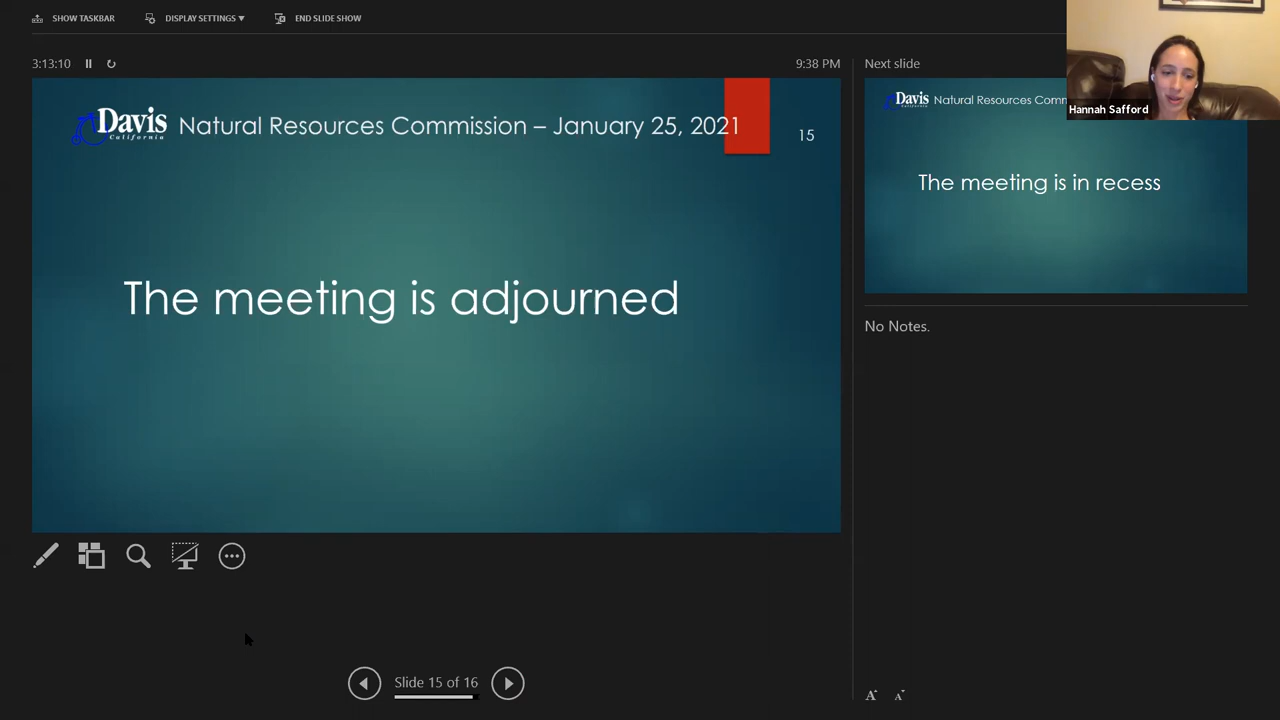 SHOW TASKBAR
DISPLAY SETTINGS ▼
END SLIDE SHOW
3:13:10
9:38 PM
Davis
California
Natural Resources Commission – January 25, 2021
15
The meeting is adjourned
Slide 15 of 16
Next slide
Davis
Natural Resources Com
The meeting is in recess
No Notes.
A
A
Hannah Safford